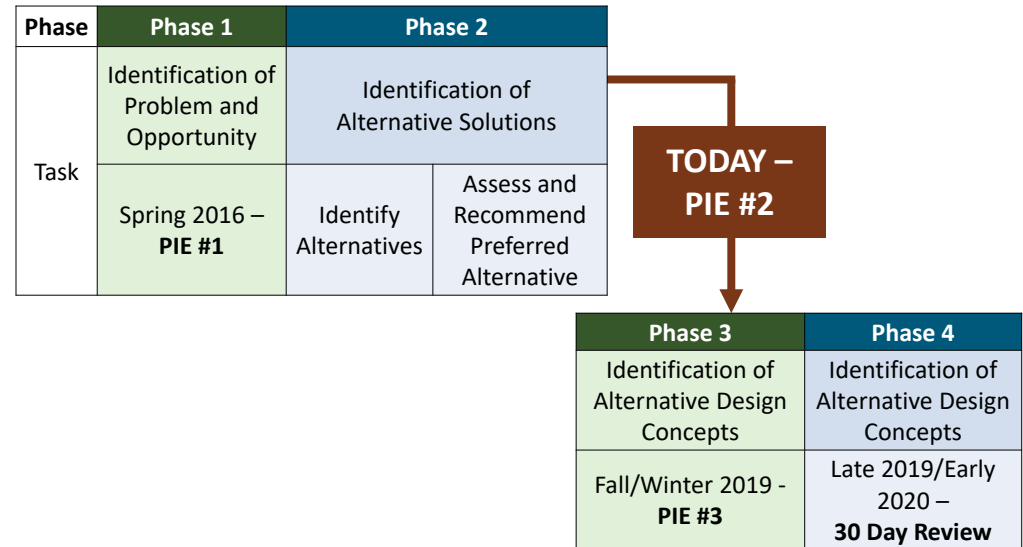 Phase
Phase 1
Phase 2
Task
Identification of
Problem and
Opportunity
Identification of
Alternative Solutions
Spring 2016 –
PIE #1
Identify
Alternatives
Assess and
Recommend
Preferred
Alternative
TODAY –
PIE #2
Phase 3
Phase 4
Identification of
Alternative Design
Concepts
Identification of
Alternative Design
Concepts
Fall/Winter 2019 -
PIE #3
Late 2019/Early
2020 –
30 Day Review